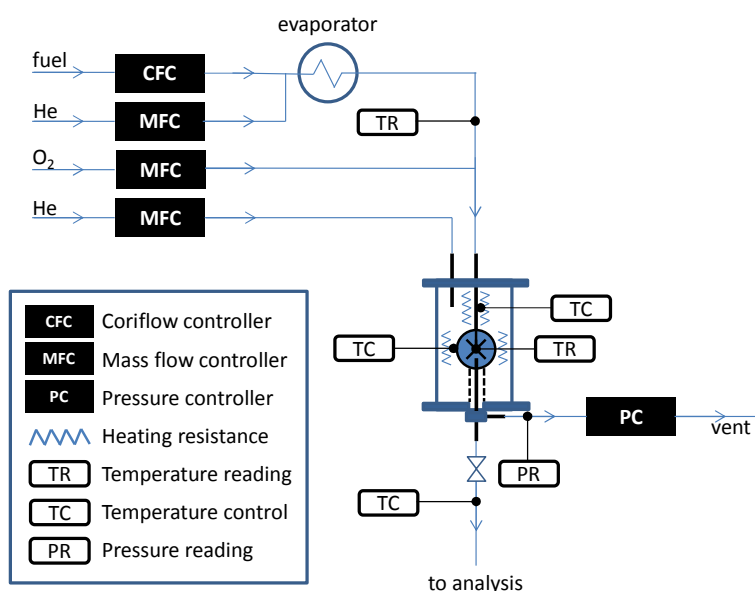 evaporator
fuel
CFC
He
MFC
TR
O₂
MFC
He
MFC
TC
TC
TR
PC
vent
PR
TC
to analysis
CFC Coriflow controller
MFC Mass flow controller
PC Pressure controller
Heating resistance
TR Temperature reading
TC Temperature control
PR Pressure reading